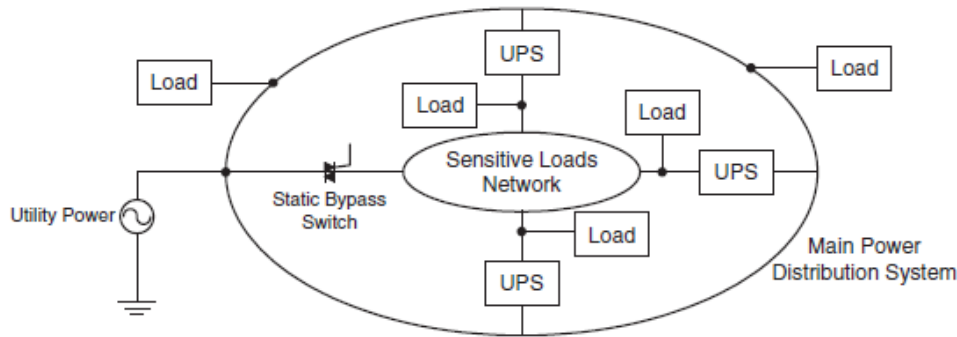 UPS
Load
Load
Load
Load
Sensitive Loads
Network
UPS
Static Bypass
Switch
Utility Power
Load
Main Power
Distribution System
UPS